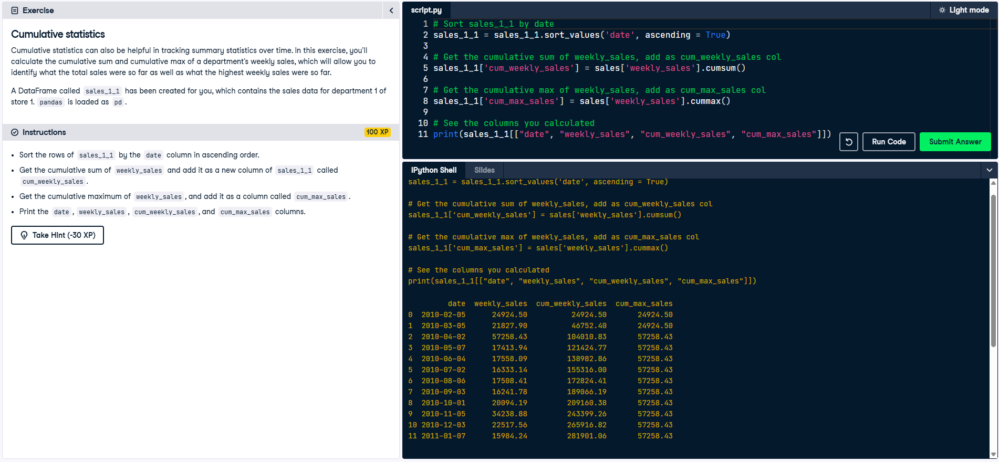 Exercise
Cumulative statistics
Cumulative statistics can also be helpful in tracking summary statistics over time. In this exercise, you'll
calculate the cumulative sum and cumulative max of a department's weekly sales, which will allow you to
identify what the total sales were so far as well as what the highest weekly sales were so far.
A DataFrame called sales_1_1 has been created for you, which contains the sales data for department 1 of
store 1. pandas is loaded as pd.
Instructions 100 XP
• Sort the rows of sales_1_1 by the date column in ascending order.
• Get the cumulative sum of weekly_sales and add it as a new column of sales_1_1 called
cum_weekly_sales.
• Get the cumulative maximum of weekly_sales, and add it as a column called cum_max_sales.
• Print the date, weekly_sales, cum_weekly_sales, and cum_max_sales columns.
Take Hint (-30 XP)
script.py Light mode
1 # Sort sales_1_1 by date
2 sales_1_1 = sales_1_1.sort_values('date', ascending = True)
3
4 # Get the cumulative sum of weekly_sales, add as cum_weekly_sales col
5 sales_1_1['cum_weekly_sales'] = sales['weekly_sales'].cumsum()
6
7 # Get the cumulative max of weekly_sales, add as cum_max_sales col
8 sales_1_1['cum_max_sales'] = sales['weekly_sales'].cummax()
9
10 # See the columns you calculated
11 print(sales_1_1[["date", "weekly_sales", "cum_weekly_sales", "cum_max_sales"]])
Run Code Submit Answer
IPython Shell Slides
sales_1_1 = sales_1_1.sort_values('date', ascending = True)
# Get the cumulative sum of weekly_sales, add as cum_weekly_sales col
sales_1_1['cum_weekly_sales'] = sales['weekly_sales'].cumsum()
# Get the cumulative max of weekly_sales, add as cum_max_sales col
sales_1_1['cum_max_sales'] = sales['weekly_sales'].cummax()
# See the columns you calculated
print(sales_1_1[["date", "weekly_sales", "cum_weekly_sales", "cum_max_sales"]])
date weekly_sales cum_weekly_sales cum_max_sales
0 2010-02-05 24924.50 24924.50 24924.50
1 2010-03-05 21827.90 46752.40 24924.50
2 2010-04-02 57258.43 104010.83 57258.43
3 2010-05-07 17413.94 121424.77 57258.43
4 2010-06-04 17558.09 138982.86 57258.43
5 2010-07-02 16333.14 155316.00 57258.43
6 2010-08-06 17508.41 172824.41 57258.43
7 2010-09-03 16241.78 189066.19 57258.43
8 2010-10-01 20094.19 209160.38 57258.43
9 2010-11-05 34238.88 243399.26 57258.43
10 2010-12-03 22517.56 265916.82 57258.43
11 2011-01-07 15984.24 281901.06 57258.43